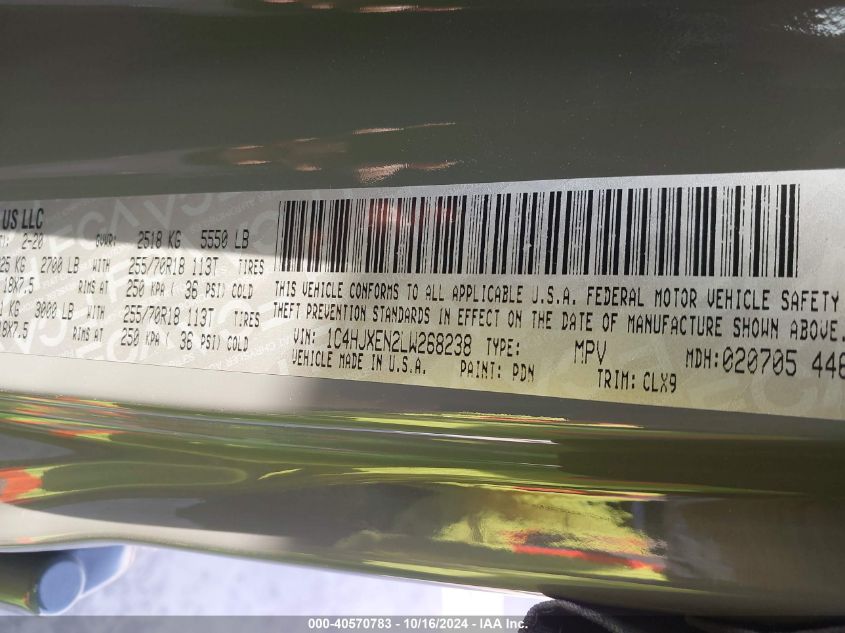 US LLC
2-20 GVWR: 2518 KG 5550 LB
25 KG 2700 LB WITH 255/70R18 113T TIRES
18X7.5 RIMS AT 250 KPA ( 36 PSI) COLD
KG 3000 LB WITH 255/70R18 113T TIRES
18X7.5 RIMS AT 250 KPA ( 36 PSI) COLD
THIS VEHICLE CONFORMS TO ALL APPLICABLE U.S.A. FEDERAL MOTOR VEHICLE SAFETY
THEFT PREVENTION STANDARDS IN EFFECT ON THE DATE OF MANUFACTURE SHOWN ABOVE.
VIN: 1C4HJXEN2LW268238 TYPE: MPV MDH:020705 446
VEHICLE MADE IN U.S.A. PAINT: PDN TRIM: CLX9
000-40570783 - 10/16/2024 - IAA Inc.